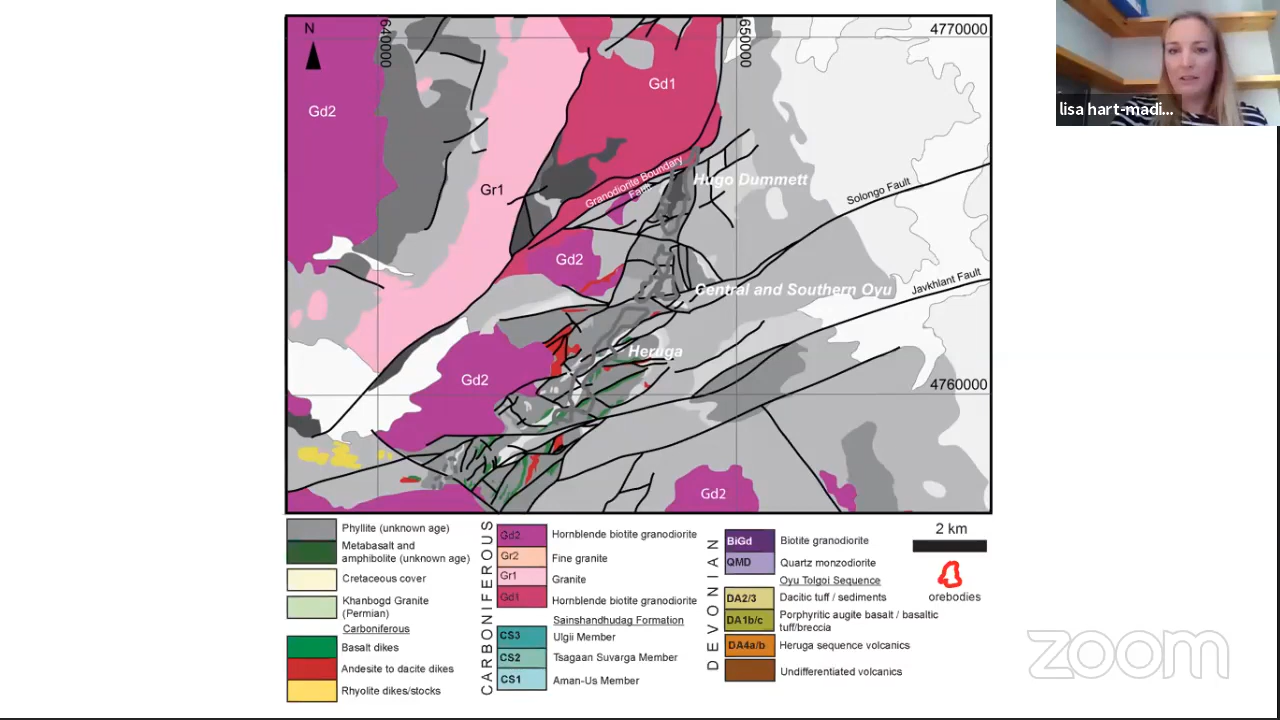 N
640000
650000
4770000
Gd2
Gd1
lisa hart-madi...
Gr1
Granodiorite Boundary
Fault
Hugo Dummett
Solongo Fault
Gd2
Central and Southern Oyu
Javkhlant Fault
Heruga
Gd2
4760000
Gd2
Phyllite (unknown age)
Metabasalt and
amphibolite (unknown age)
Cretaceous cover
Khanbogd Granite
(Permian)
Carboniferous
Basalt dikes
Andesite to dacite dikes
Rhyolite dikes/stocks
CARBONIFEROUS
Gd2 Hornblende biotite granodiorite
Gr2 Fine granite
Gr1 Granite
Gd1 Hornblende biotite granodiorite
Sainshandhudag Formation
CS3 Ulgii Member
CS2 Tsagaan Suvarga Member
CS1 Aman-Us Member
DEVONIAN
BiGd Biotite granodiorite
QMD Quartz monzodiorite
Oyu Tolgoi Sequence
DA2/3 Dacitic tuff / sediments
DA1b/c Porphyritic augite basalt / basaltic
tuff/breccia
DA4a/b Heruga sequence volcanics
Undifferentiated volcanics
2 km
orebodies
zoom